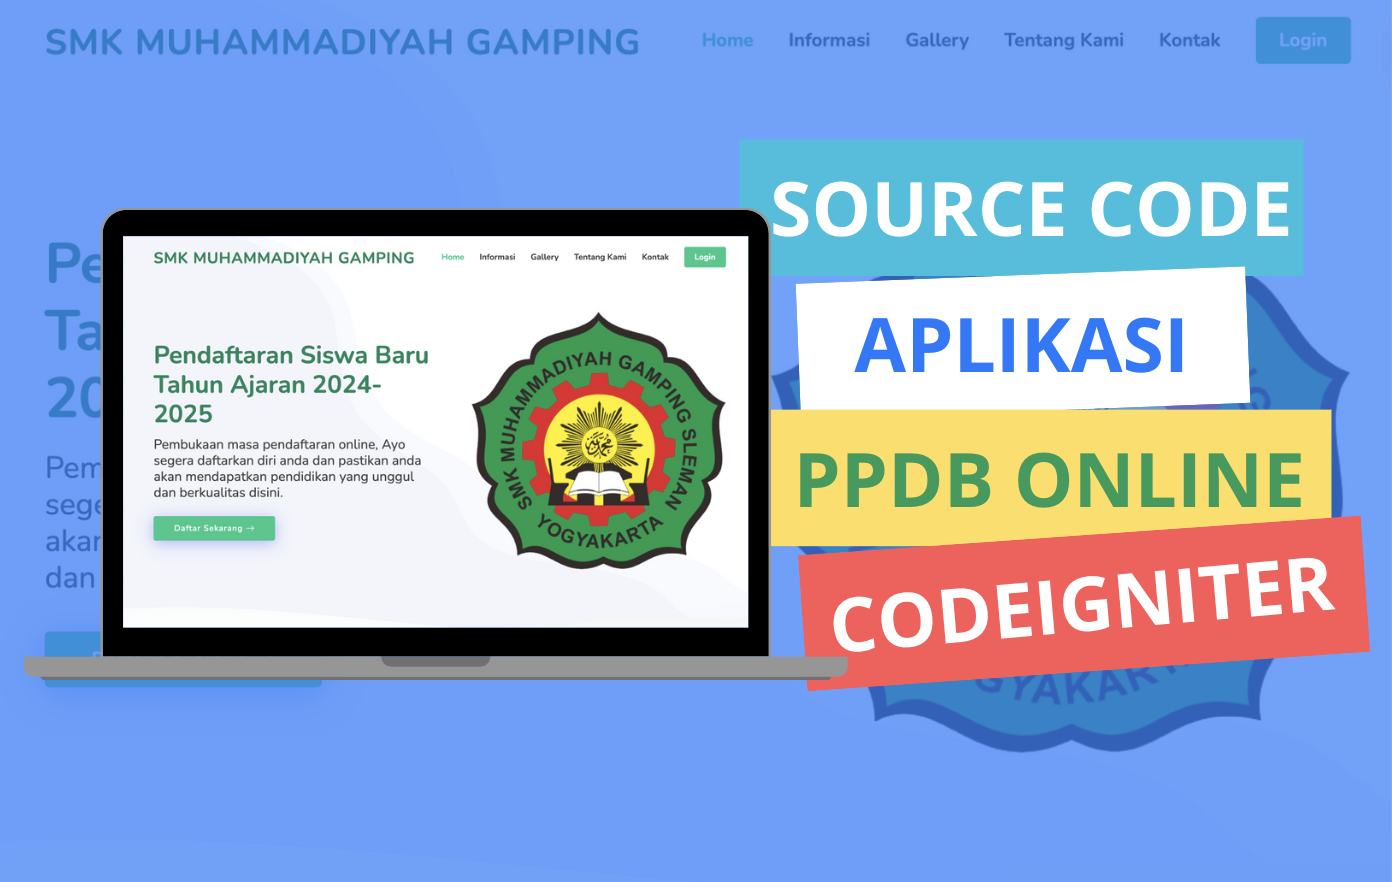 SMK MUHAMMADIYAH GAMPING
Home Informasi Gallery Tentang Kami Kontak Login
SOURCE CODE
APLIKASI
PPDB ONLINE
CODEIGNITER
SMK MUHAMMADIYAH GAMPING
Home Informasi Gallery Tentang Kami Kontak Login
Pendaftaran Siswa Baru
Tahun Ajaran 2024-
2025
Pembukaan masa pendaftaran online, Ayo
segera daftarkan diri anda dan pastikan anda
akan mendapatkan pendidikan yang unggul
dan berkualitas disini.
Daftar Sekarang →
SMK MUHAMMADIYAH GAMPING SLEMAN
YOGYAKARTA
dan